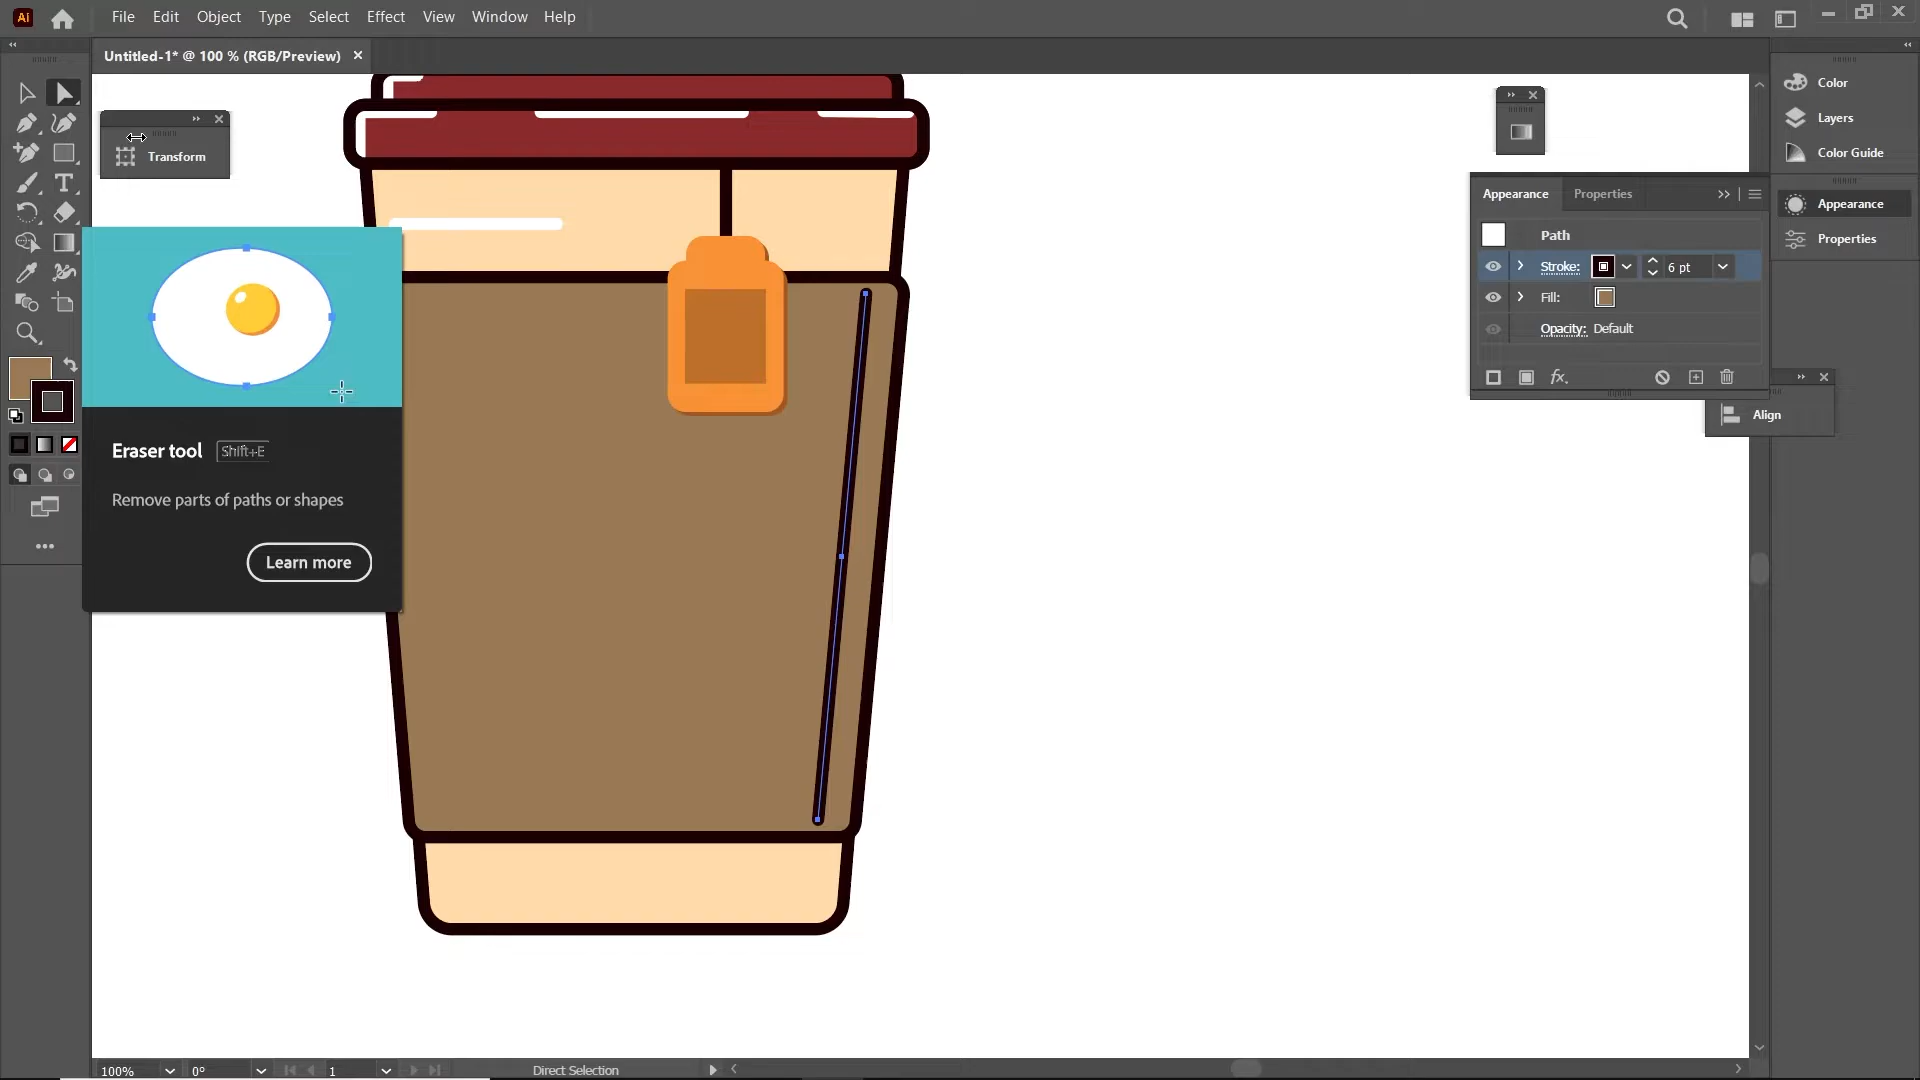 Ai File Edit Object Type Select Effect View Window Help
Untitled-1* @ 100 % (RGB/Preview)
Color
Layers
Color Guide
Appearance
Properties
Transform
Appearance Properties
Path
Stroke: 6 pt
Fill:
Opacity: Default
fx.
Align
Eraser tool Shift+E
Remove parts of paths or shapes
Learn more
100% 0° 1 Direct Selection